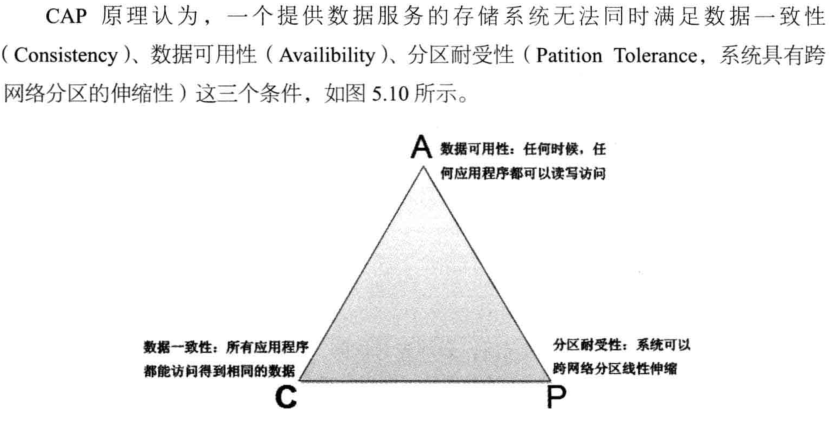 CAP 原理认为，一个提供数据服务的存储系统无法同时满足数据一致性
（Consistency）、数据可用性（Availibility）、分区耐受性（Patition Tolerance，系统具有跨
网络分区的伸缩性）这三个条件，如图 5.10 所示。
A
数据可用性：任何时候，任
何应用程序都可以读写访问
数据一致性：所有应用程序
都能访问得到相同的数据
分区耐受性：系统可以
跨网络分区线性伸缩
C
P